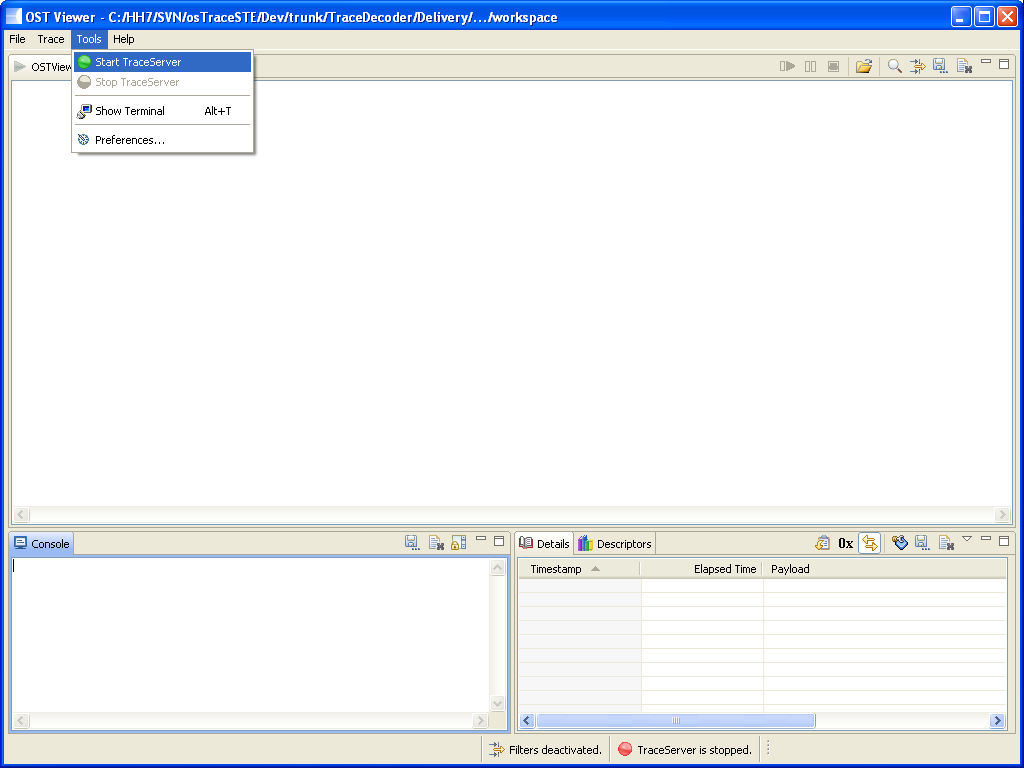 OST Viewer - C:/HH7/SVN/osTraceSTE/Dev/trunk/TraceDecoder/Delivery/.../workspace
File Trace Tools Help
Start TraceServer
OSTView
Stop TraceServer
Show Terminal Alt+T
Preferences...
Console
Details Descriptors 0x
Timestamp Elapsed Time Payload
Filters deactivated. TraceServer is stopped.